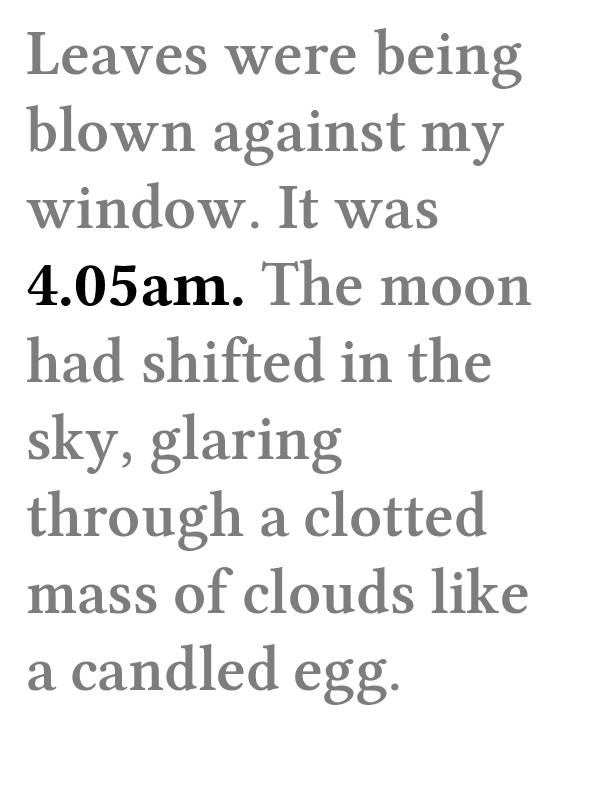 Leaves were being
blown against my
window. It was
4.05am. The moon
had shifted in the
sky, glaring
through a clotted
mass of clouds like
a candled egg.